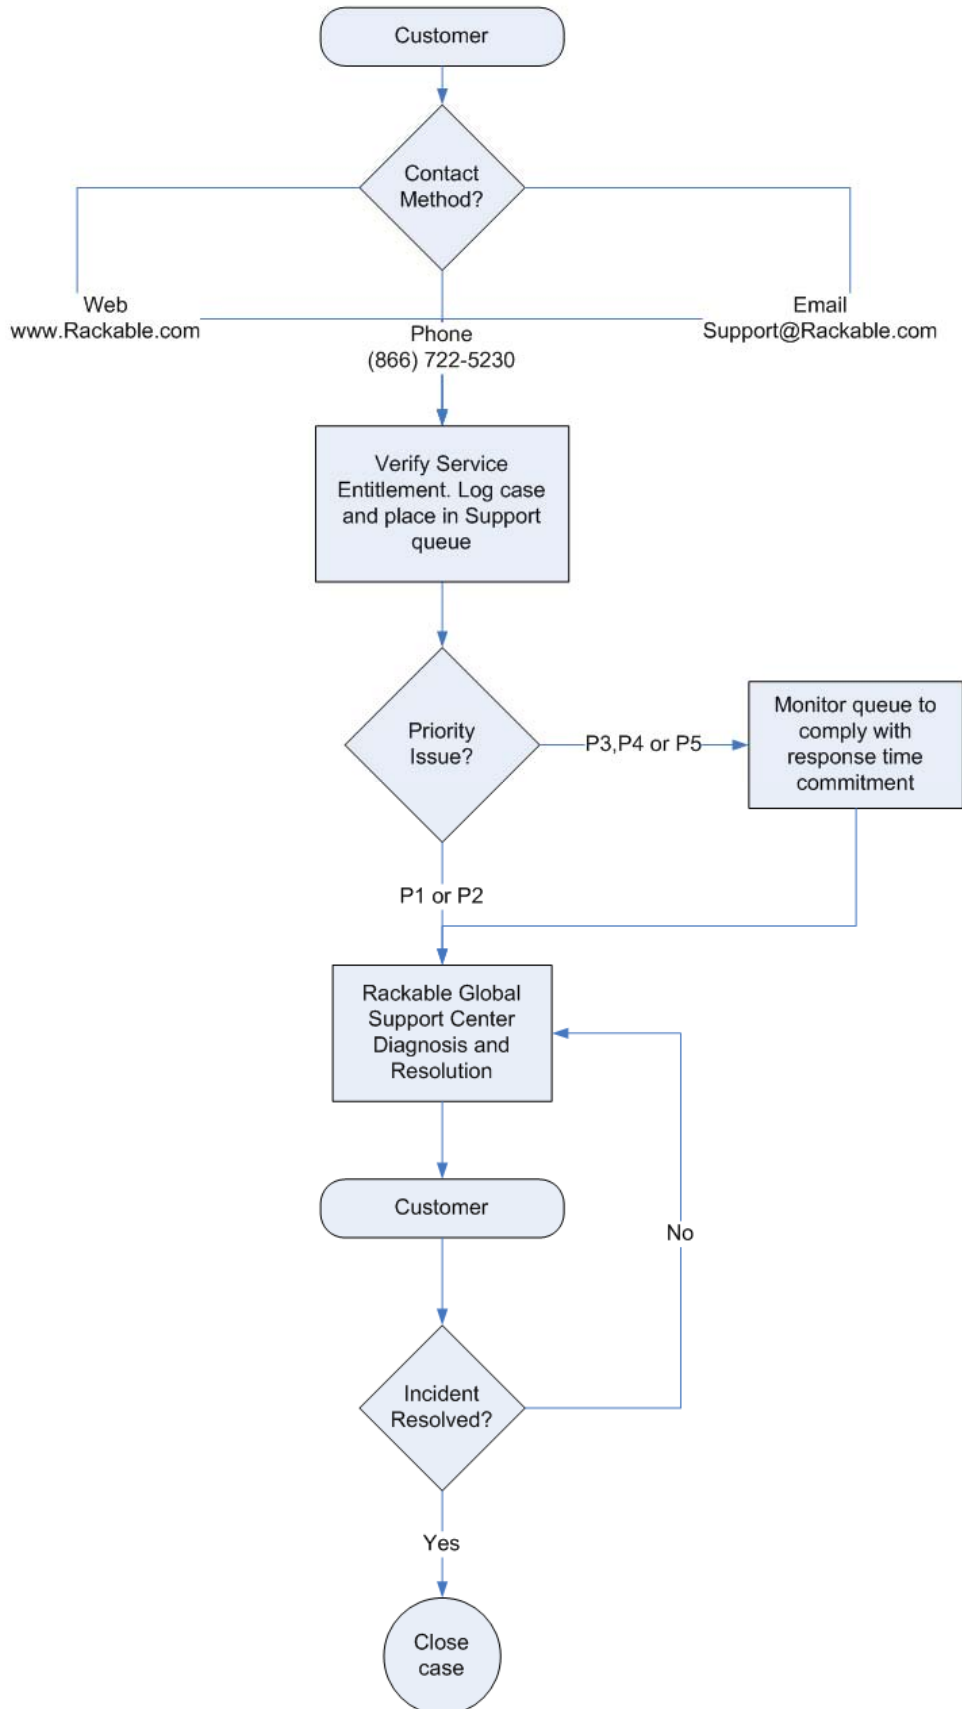 Customer
Contact
Method?
Web
www.Rackable.com
Email
Support@Rackable.com
Phone
(866) 722-5230
Verify Service
Entitlement. Log case
and place in Support
queue
Priority
Issue?
P3,P4 or P5
Monitor queue to
comply with
response time
commitment
P1 or P2
Rackable Global
Support Center
Diagnosis and
Resolution
Customer
No
Incident
Resolved?
Yes
Close
case